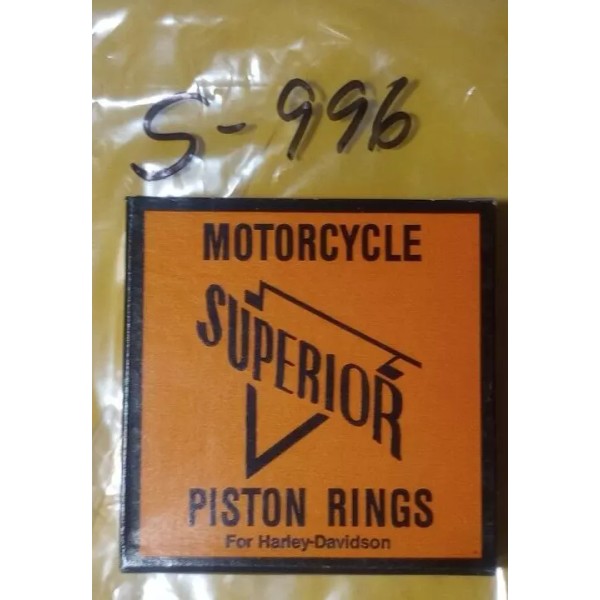 S-996
MOTORCYCLE
SUPERIOR
PISTON RINGS
For Harley-Davidson